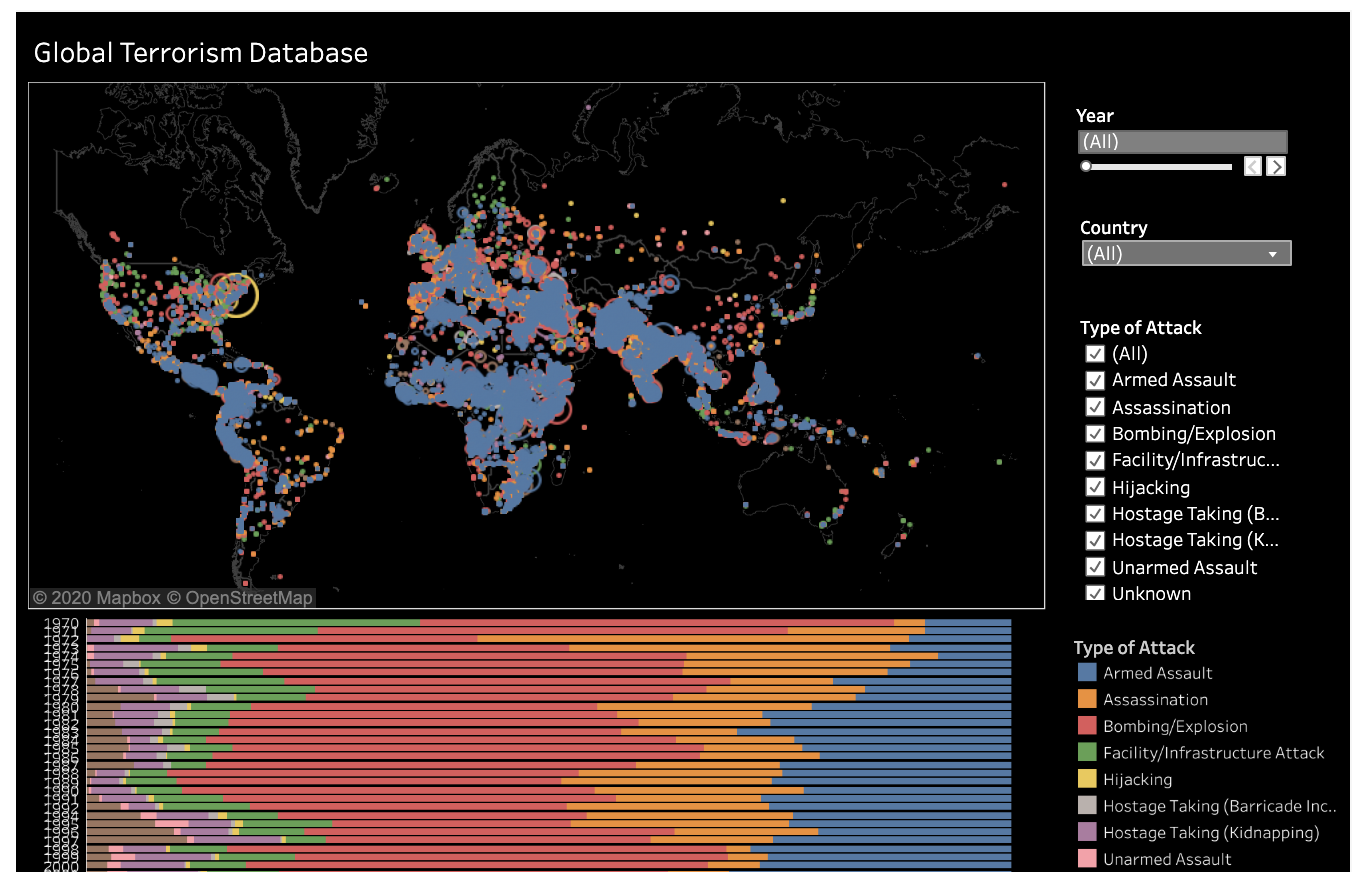 Global Terrorism Database
© 2020 Mapbox © OpenStreetMap
Year
(All)
Country
(All)
Type of Attack
(All)
Armed Assault
Assassination
Bombing/Explosion
Facility/Infrastruc...
Hijacking
Hostage Taking (B...
Hostage Taking (K...
Unarmed Assault
Unknown
1970
1971
1972
1973
1974
1975
1976
1977
1978
1979
1980
1981
1982
1983
1984
1985
1986
1987
1988
1989
1990
1991
1992
1994
1995
1996
1997
1998
1999
2000
Type of Attack
Armed Assault
Assassination
Bombing/Explosion
Facility/Infrastructure Attack
Hijacking
Hostage Taking (Barricade Inc..
Hostage Taking (Kidnapping)
Unarmed Assault